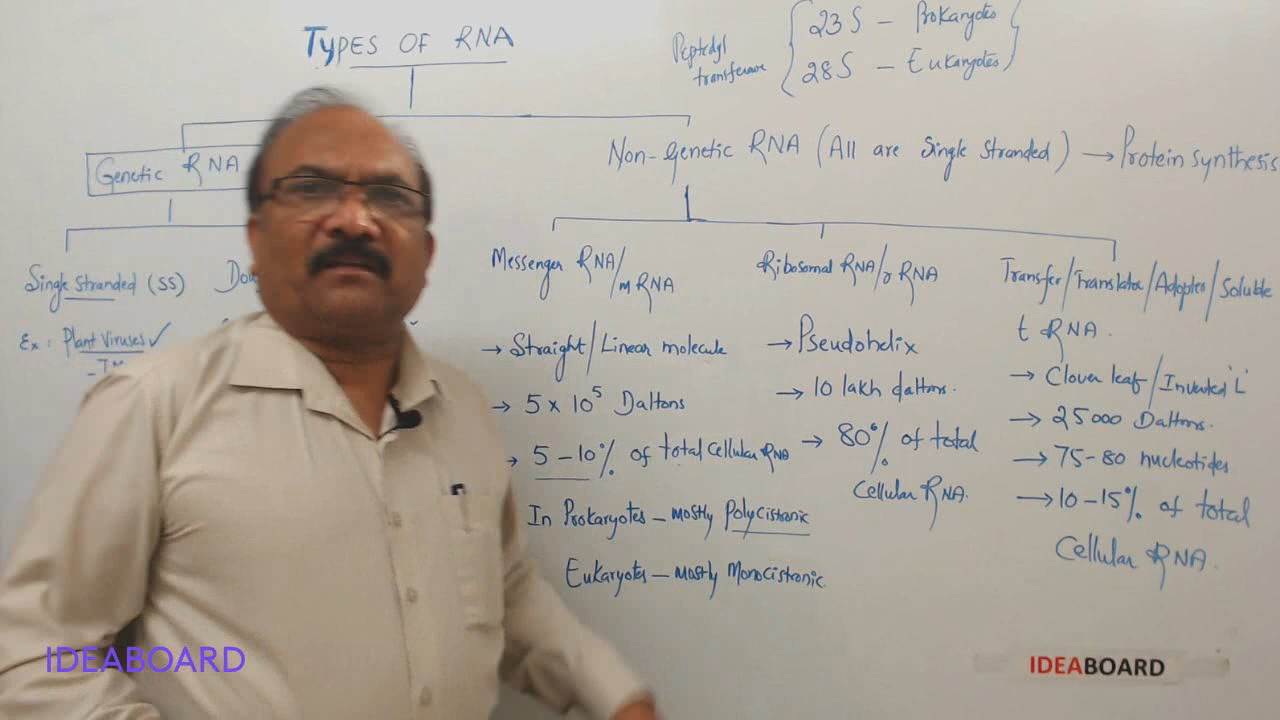 TYPES OF RNA
Peptedyl
transferase
23S - Prokaryotes
28S - Eukaryotes
Genetic RNA
Non-Genetic RNA (All are Single Stranded) → Protein synthesis
Single stranded (SS)
Ex: Plant Viruses ✓
Messenger RNA/
mRNA
→ Straight/Linear molecule
→ 5 x 10⁵ Daltons
→ 5-10% of total cellular RNA
In Prokaryotes - mostly Polycistronic
Eukaryotes - mostly Monocistronic
Ribosomal RNA/rRNA
→ Pseudohelix
→ 10 lakh daltons.
→ 80% of total
Cellular RNA.
Transfer/Translator/Adopter/Soluble
t RNA.
→ Clover leaf/Inverted 'L'
→ 25000 Daltons.
→ 75-80 nucleotides
→ 10-15% of total
Cellular RNA.
IDEABOARD
IDEABOARD